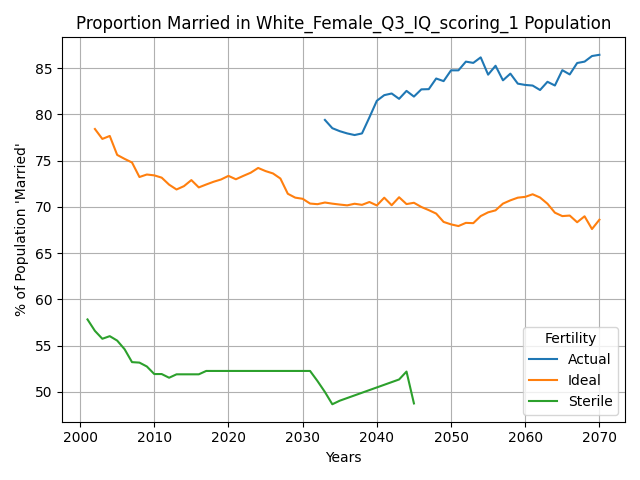 Proportion Married in White_Female_Q3_IQ_scoring_1 Population
% of Population 'Married'
85
80
75
70
65
60
55
50
2000 2010 2020 2030 2040 2050 2060 2070
Years
Fertility
Actual
Ideal
Sterile